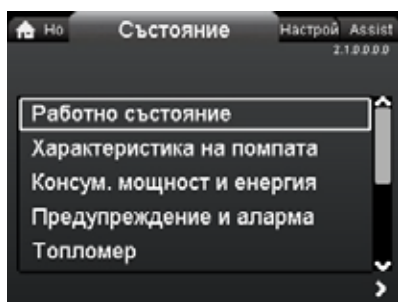 Но Състояние Настрой Assist
2.1.0.0.0.0
Работно състояние
Характеристика на помпата
Консум. мощност и енергия
Предупреждение и аларма
Топломер